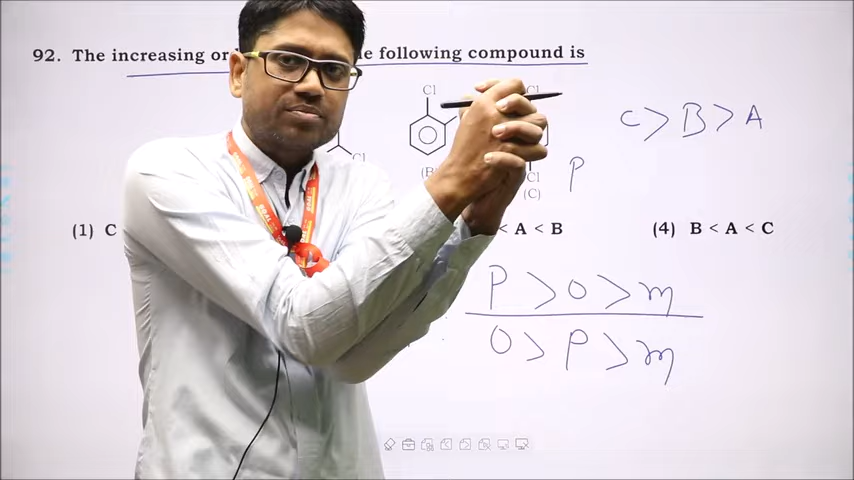 92. The increasing or e following compound is
Cl Cl
C > B > A
Cl Cl P
(B (C)
(1) C < A < B (4) B < A < C
P > O > m
O > P > m